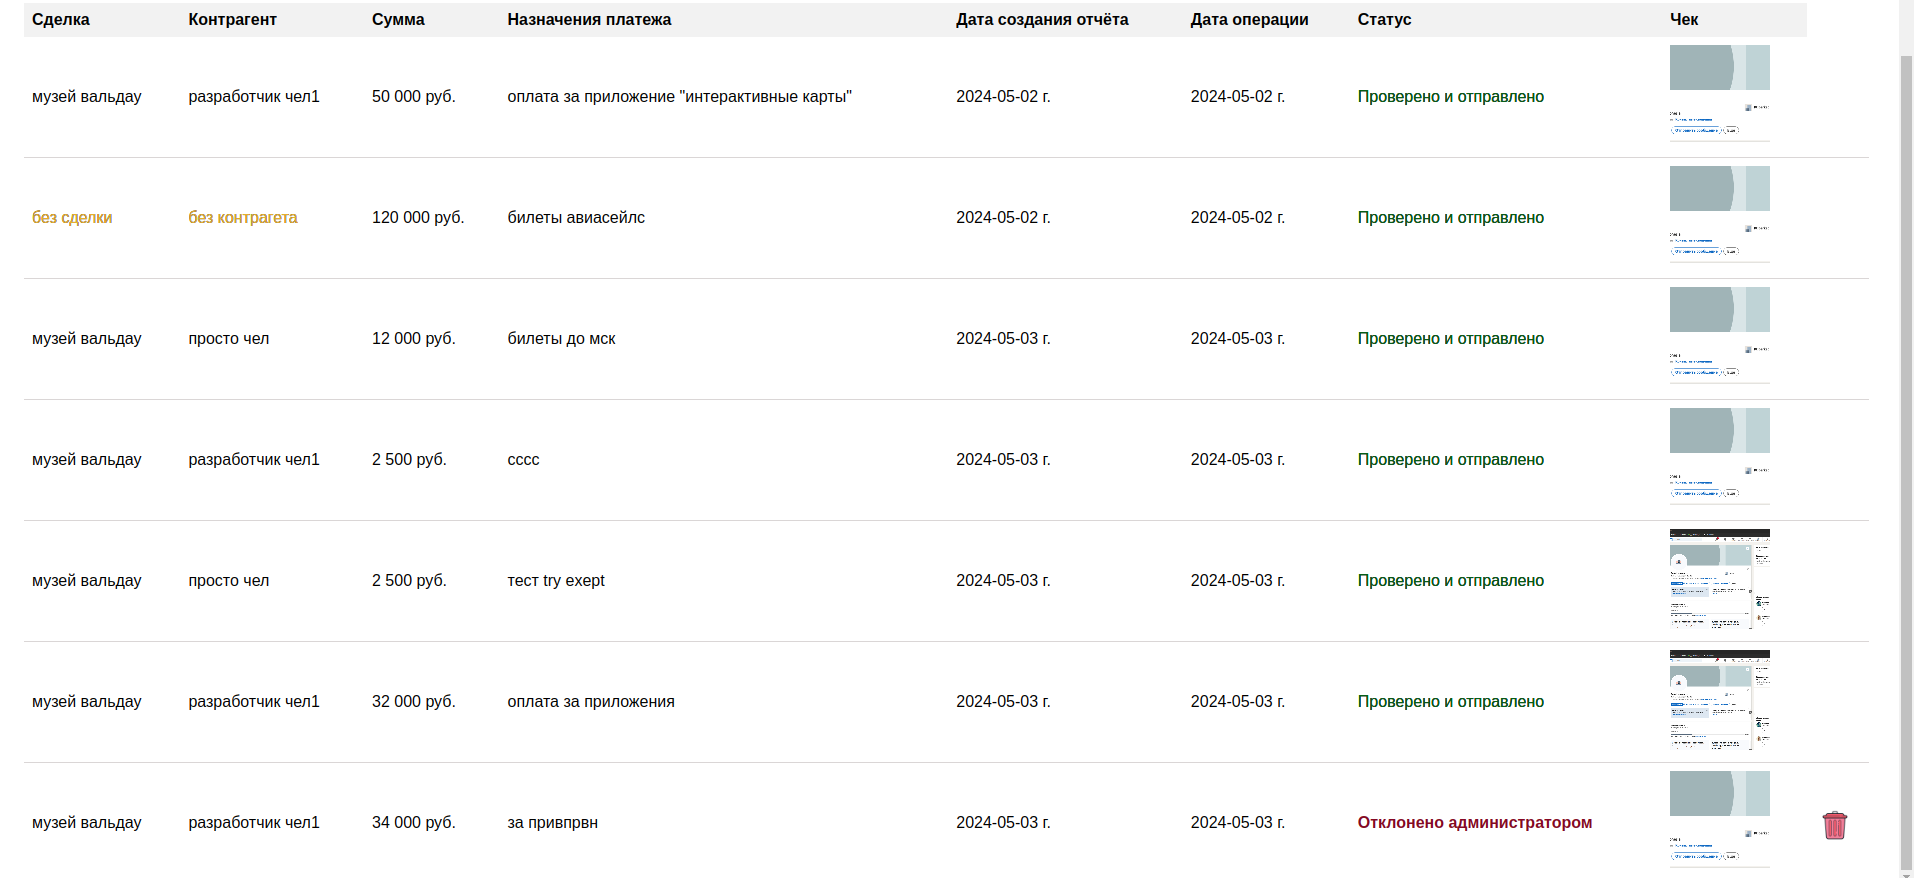 Сделка Контрагент Сумма Назначения платежа Дата создания отчёта Дата операции Статус Чек
музей вальдау разработчик чел1 50 000 руб. оплата за приложение "интерактивные карты" 2024-05-02 г. 2024-05-02 г. Проверено и отправлено
без сделки без контрагета 120 000 руб. билеты авиасейлс 2024-05-02 г. 2024-05-02 г. Проверено и отправлено
музей вальдау просто чел 12 000 руб. билеты до мск 2024-05-03 г. 2024-05-03 г. Проверено и отправлено
музей вальдау разработчик чел1 2 500 руб. сссс 2024-05-03 г. 2024-05-03 г. Проверено и отправлено
музей вальдау просто чел 2 500 руб. тест try exept 2024-05-03 г. 2024-05-03 г. Проверено и отправлено
музей вальдау разработчик чел1 32 000 руб. оплата за приложения 2024-05-03 г. 2024-05-03 г. Проверено и отправлено
музей вальдау разработчик чел1 34 000 руб. за привпрвн 2024-05-03 г. 2024-05-03 г. Отклонено администратором